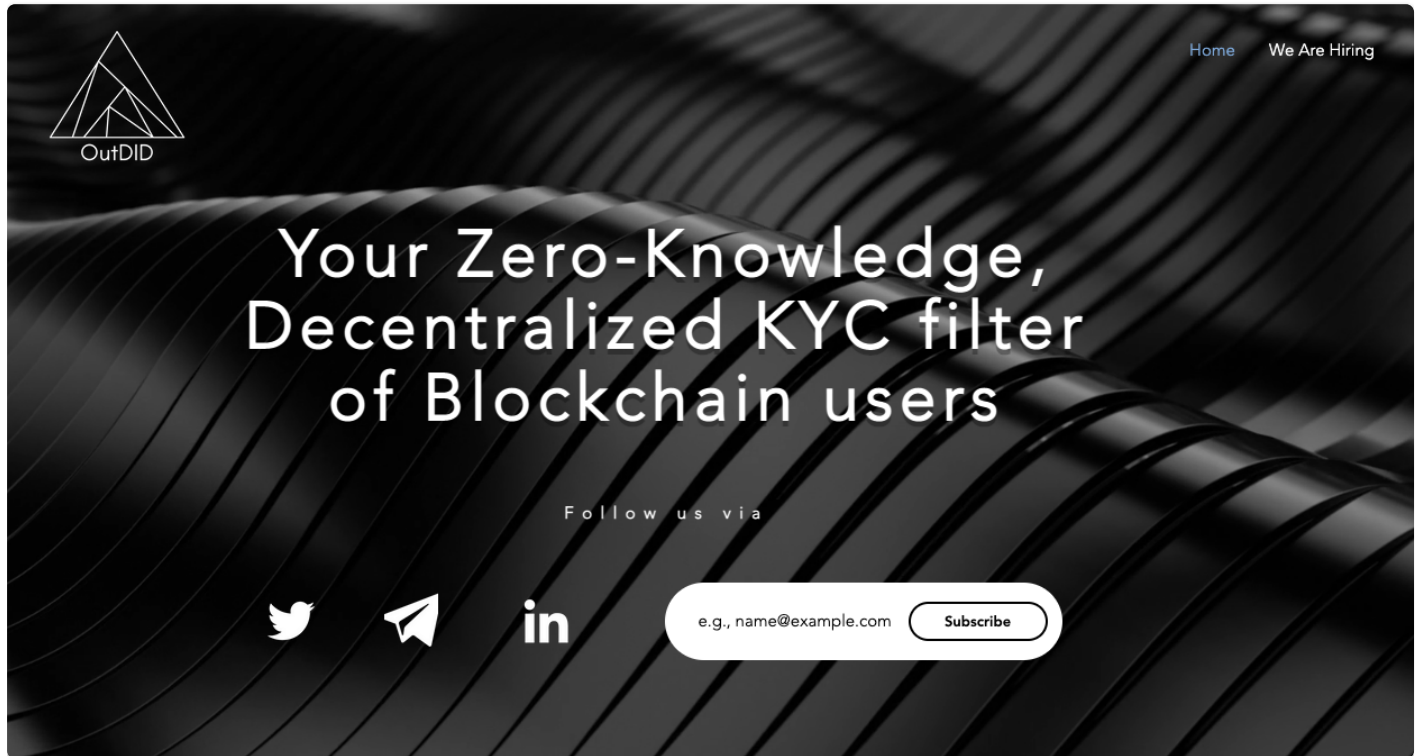 Home
We Are Hiring
OutDID
Your Zero-Knowledge,
Decentralized KYC filter
of Blockchain users
Follow us via
in
e.g., name@example.com
Subscribe